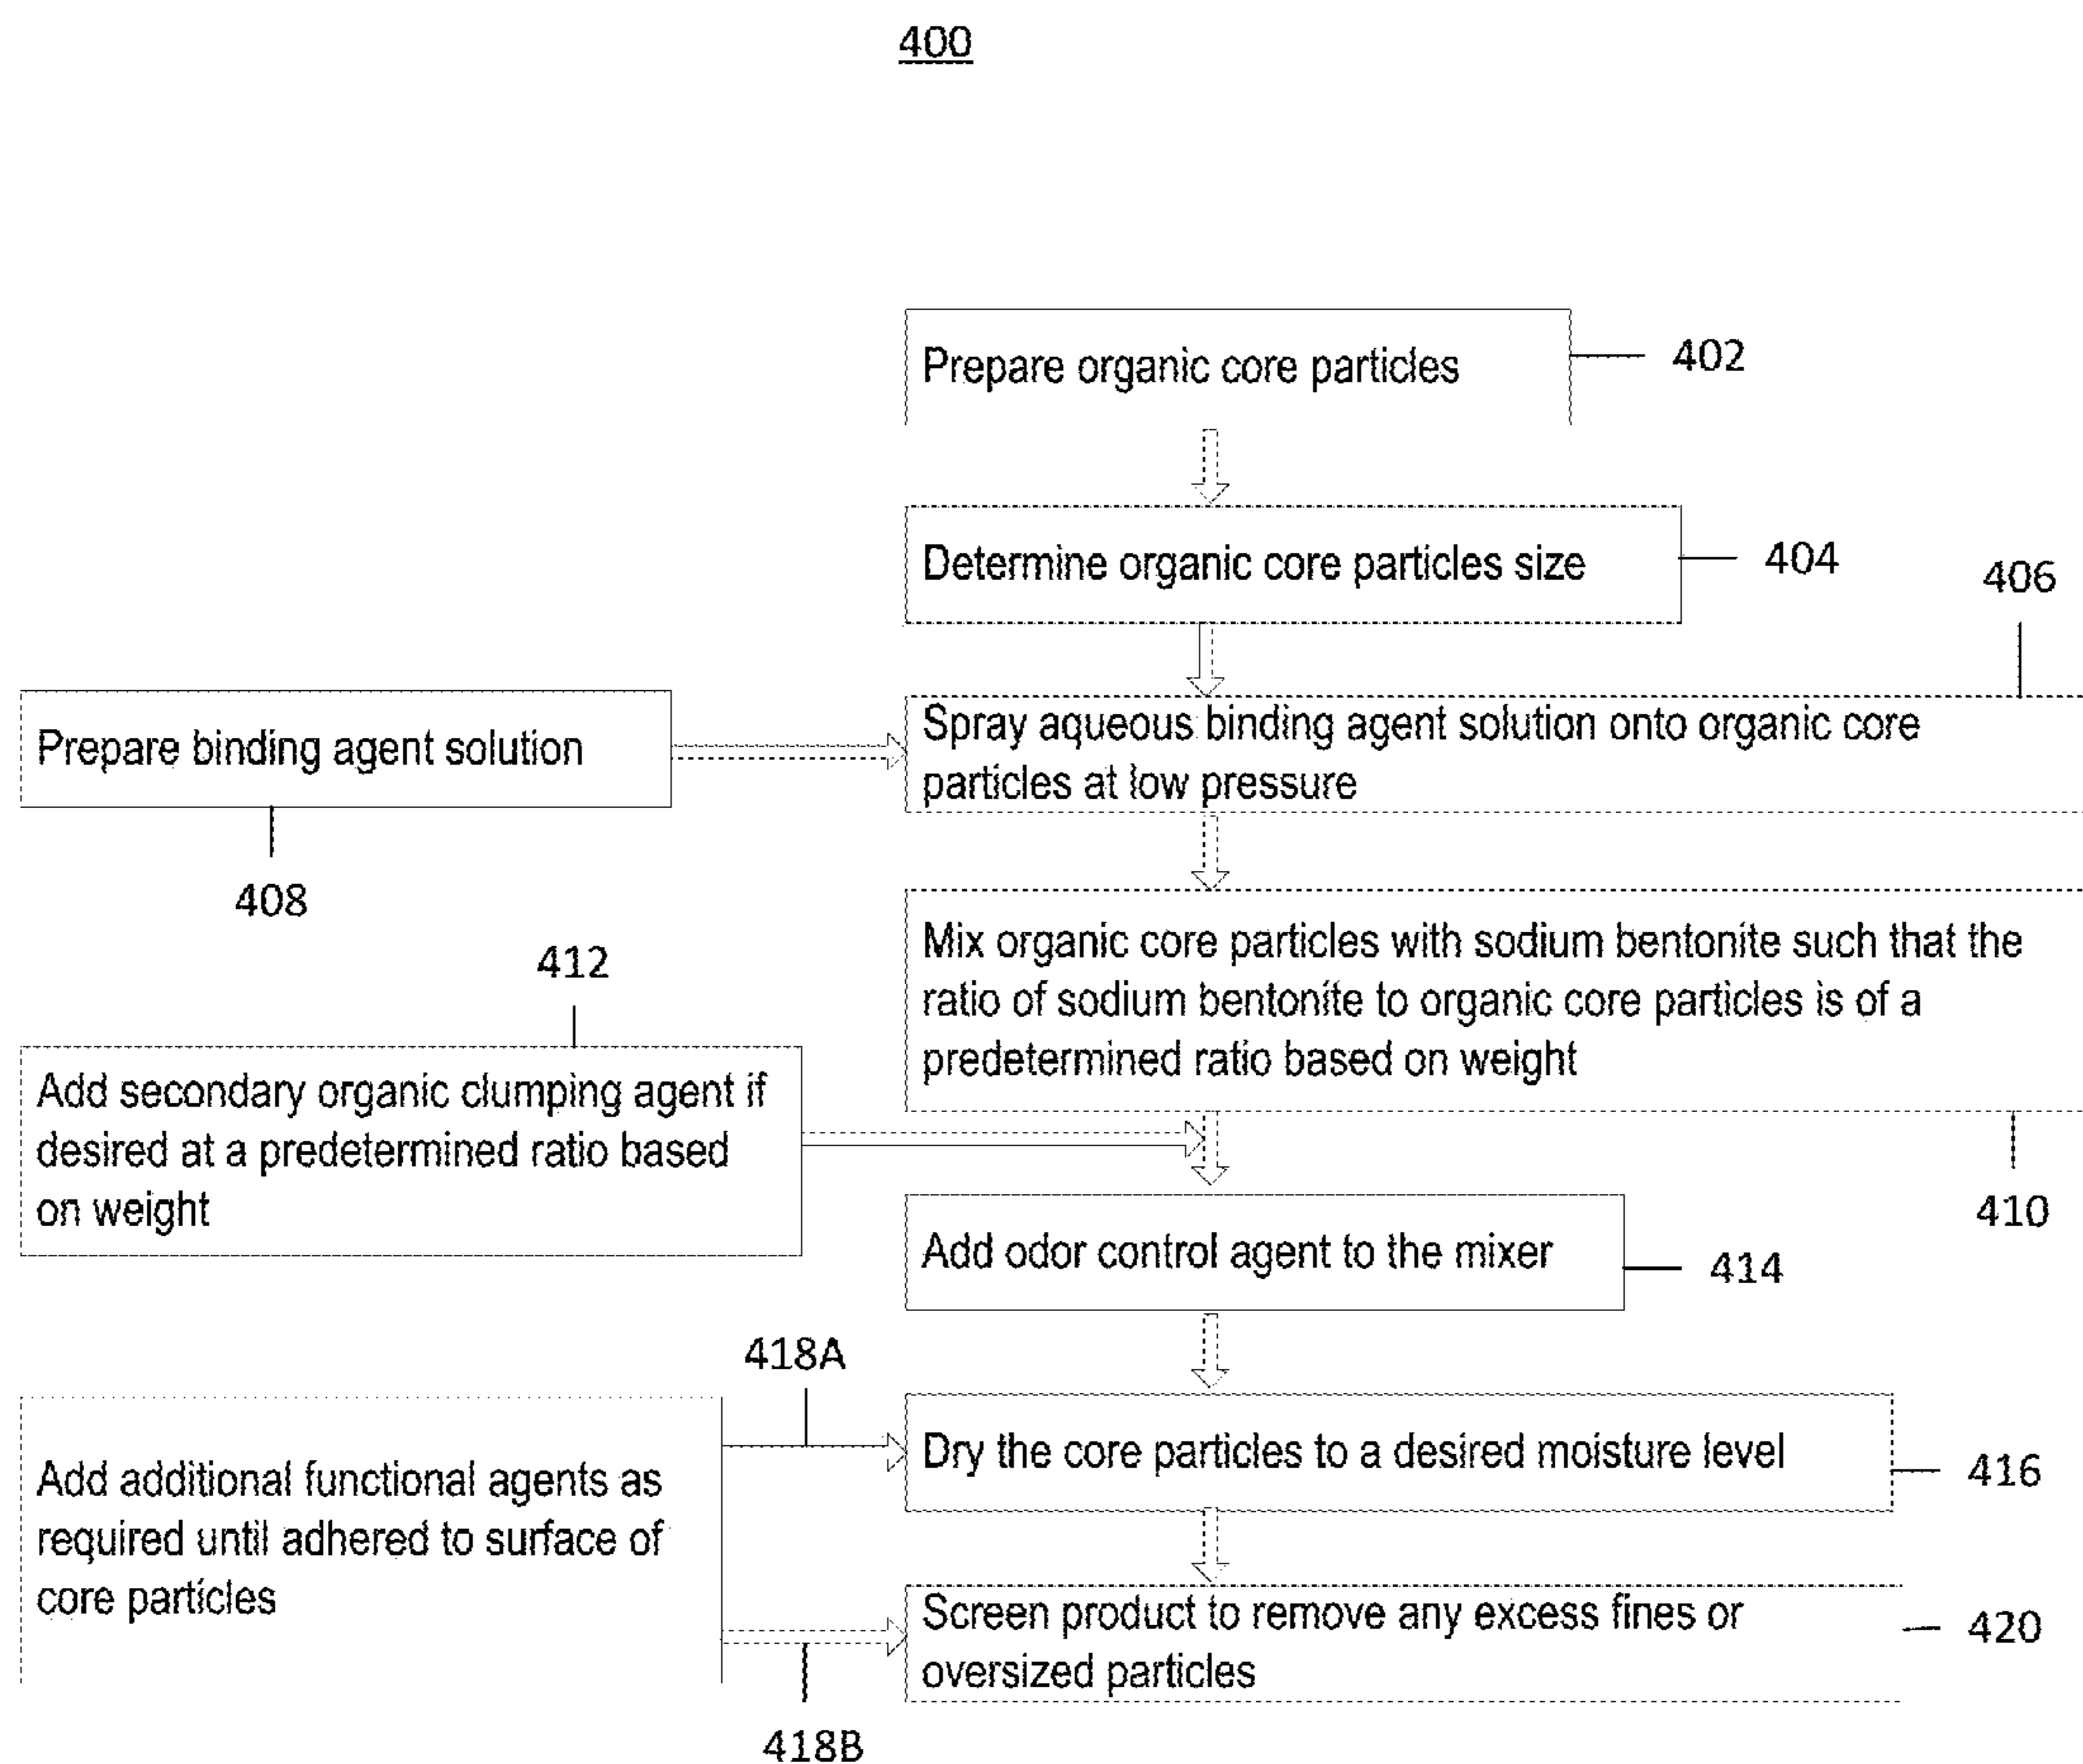 400
Prepare organic core particles
402
Determine organic core particles size
404
406
Prepare binding agent solution
408
Spray aqueous binding agent solution onto organic core
particles at low pressure
Mix organic core particles with sodium bentonite such that the
ratio of sodium bentonite to organic core particles is of a
predetermined ratio based on weight
410
412
Add secondary organic clumping agent if
desired at a predetermined ratio based
on weight
Add odor control agent to the mixer
414
418A
Dry the core particles to a desired moisture level
416
Add additional functional agents as
required until adhered to surface of
core particles
418B
Screen product to remove any excess fines or
oversized particles
420